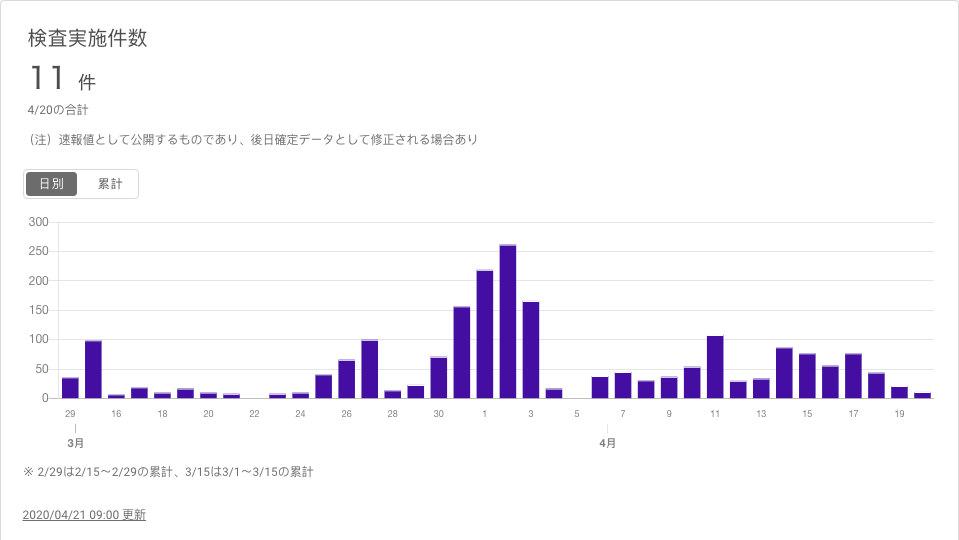 検査実施件数
11 件
4/20の合計
（注）速報値として公開するものであり、後日確定データとして修正される場合あり
日別 累計
300
250
200
150
100
50
0
29 16 18 20 22 24 26 28 30 1 3 5 7 9 11 13 15 17 19
3月 4月
※ 2/29は2/15〜2/29の累計、3/15は3/1〜3/15の累計
2020/04/21 09:00 更新